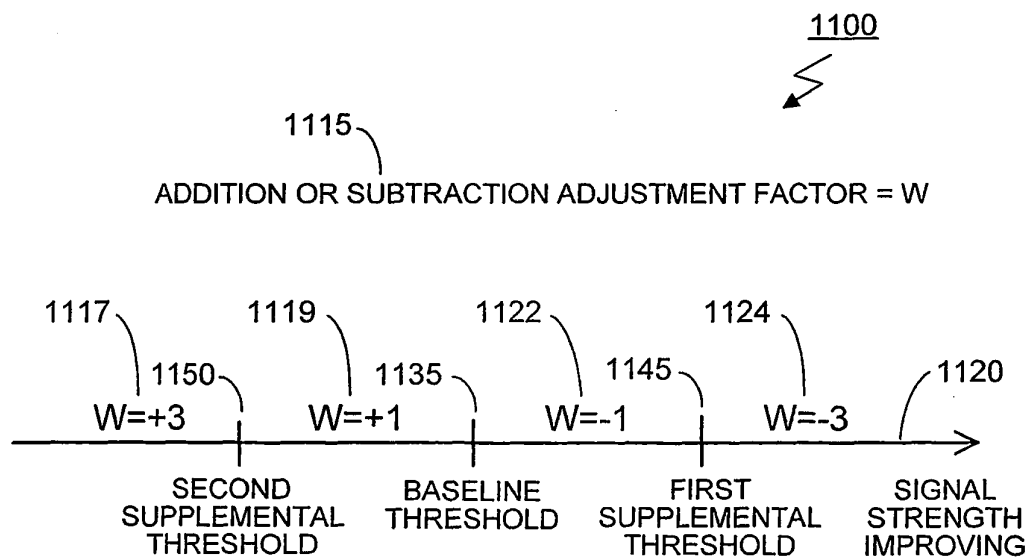 1100
1115
ADDITION OR SUBTRACTION ADJUSTMENT FACTOR = W
1117
1119
1122
1124
1150
1135
1145
1120
W=+3
W=+1
W=-1
W=-3
SECOND
SUPPLEMENTAL
THRESHOLD
BASELINE
THRESHOLD
FIRST
SUPPLEMENTAL
THRESHOLD
SIGNAL
STRENGTH
IMPROVING